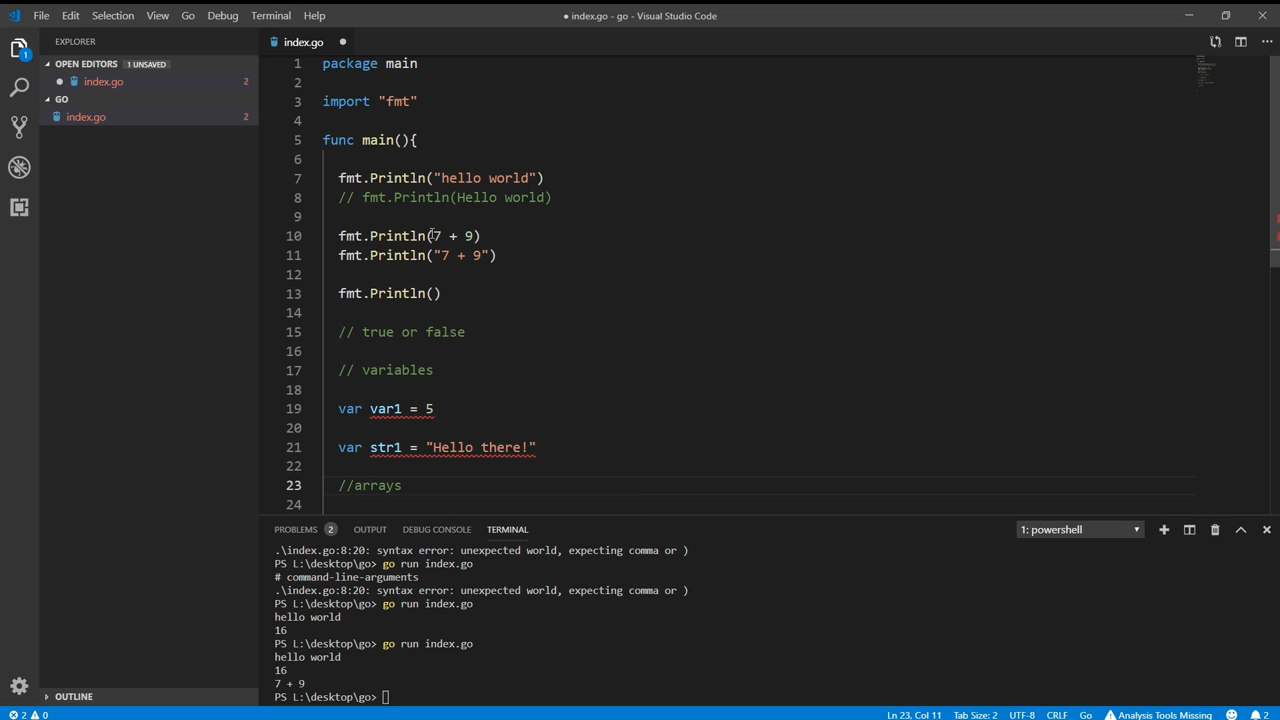 File Edit Selection View Go Debug Terminal Help
● index.go - go - Visual Studio Code
EXPLORER
index.go
OPEN EDITORS 1 UNSAVED
index.go 2
GO
index.go 2
1 package main
2
3 import "fmt"
4
5 func main(){
6
7 fmt.Println("hello world")
8 // fmt.Println(Hello world)
9
10 fmt.Println(7 + 9)
11 fmt.Println("7 + 9")
12
13 fmt.Println()
14
15 // true or false
16
17 // variables
18
19 var var1 = 5
20
21 var str1 = "Hello there!"
22
23 //arrays
24
PROBLEMS 2 OUTPUT DEBUG CONSOLE TERMINAL 1: powershell
.\index.go:8:20: syntax error: unexpected world, expecting comma or )
PS L:\desktop\go> go run index.go
# command-line-arguments
.\index.go:8:20: syntax error: unexpected world, expecting comma or )
PS L:\desktop\go> go run index.go
hello world
16
PS L:\desktop\go> go run index.go
hello world
16
7 + 9
PS L:\desktop\go>
OUTLINE
1
2 0 Ln 23, Col 11 Tab Size: 2 UTF-8 CRLF Go Analysis Tools Missing 2